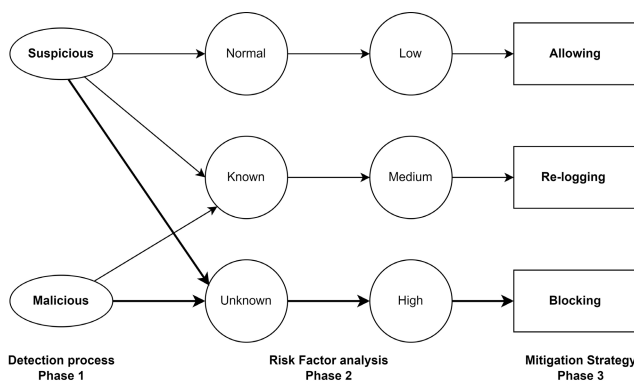 Suspicious
Normal
Low
Allowing
Known
Medium
Re-logging
Malicious
Unknown
High
Blocking
Detection process
Phase 1
Risk Factor analysis
Phase 2
Mitigation Strategy
Phase 3